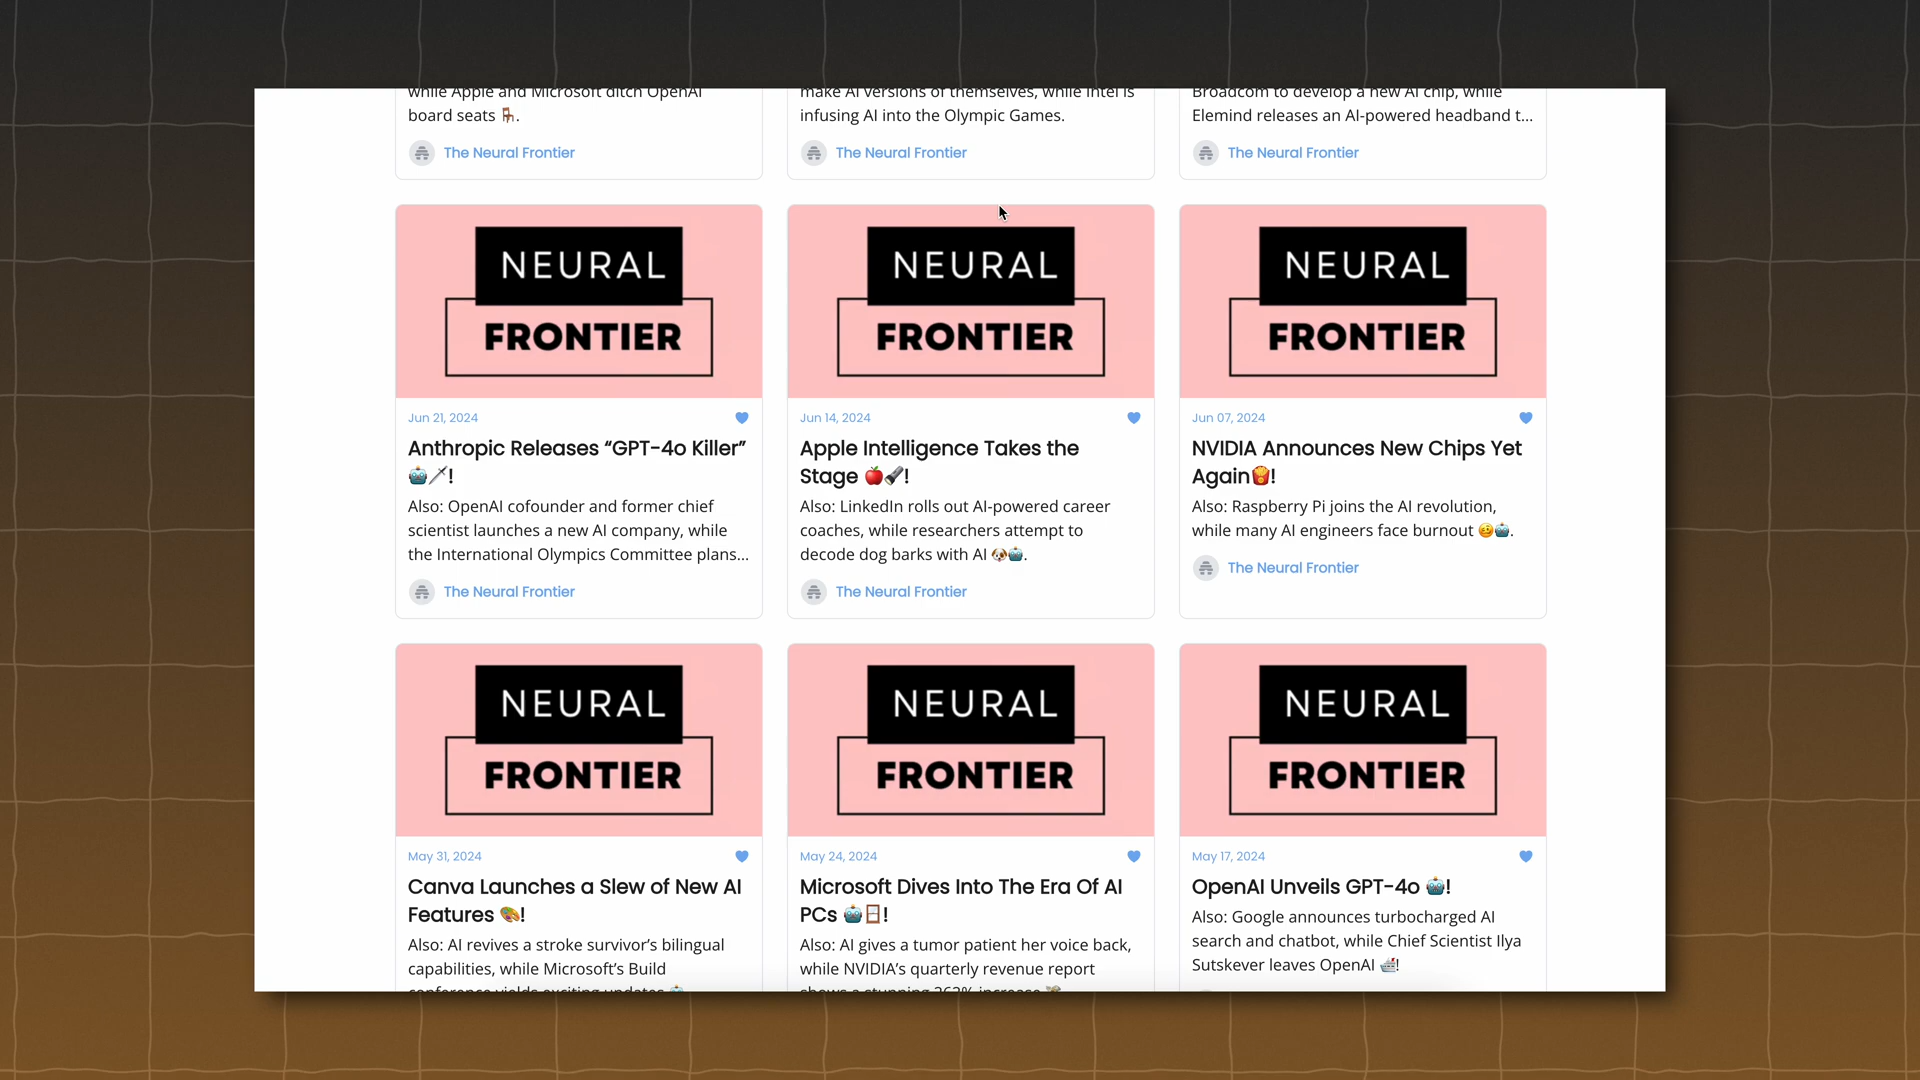 while Apple and Microsoft ditch OpenAI
board seats 🪑.
The Neural Frontier
make AI versions of themselves, while Intel is
infusing AI into the Olympic Games.
The Neural Frontier
Broadcom to develop a new AI chip, while
Elemind releases an AI-powered headband t...
The Neural Frontier
NEURAL
FRONTIER
Jun 21, 2024
Anthropic Releases “GPT-4o Killer”
🤖🗡️!
Also: OpenAI cofounder and former chief
scientist launches a new AI company, while
the International Olympics Committee plans...
The Neural Frontier
NEURAL
FRONTIER
Jun 14, 2024
Apple Intelligence Takes the
Stage 🍎🔦!
Also: LinkedIn rolls out AI-powered career
coaches, while researchers attempt to
decode dog barks with AI 🐶🤖.
The Neural Frontier
NEURAL
FRONTIER
Jun 07, 2024
NVIDIA Announces New Chips Yet
Again🍟!
Also: Raspberry Pi joins the AI revolution,
while many AI engineers face burnout 🥴🤖.
The Neural Frontier
NEURAL
FRONTIER
May 31, 2024
Canva Launches a Slew of New AI
Features 🎨!
Also: AI revives a stroke survivor’s bilingual
capabilities, while Microsoft’s Build
conference yields exciting updates 🤖
NEURAL
FRONTIER
May 24, 2024
Microsoft Dives Into The Era Of AI
PCs 🤖🪟!
Also: AI gives a tumor patient her voice back,
while NVIDIA’s quarterly revenue report
shows a stunning 262% increase
NEURAL
FRONTIER
May 17, 2024
OpenAI Unveils GPT-4o 🤖!
Also: Google announces turbocharged AI
search and chatbot, while Chief Scientist Ilya
Sutskever leaves OpenAI 🚅!